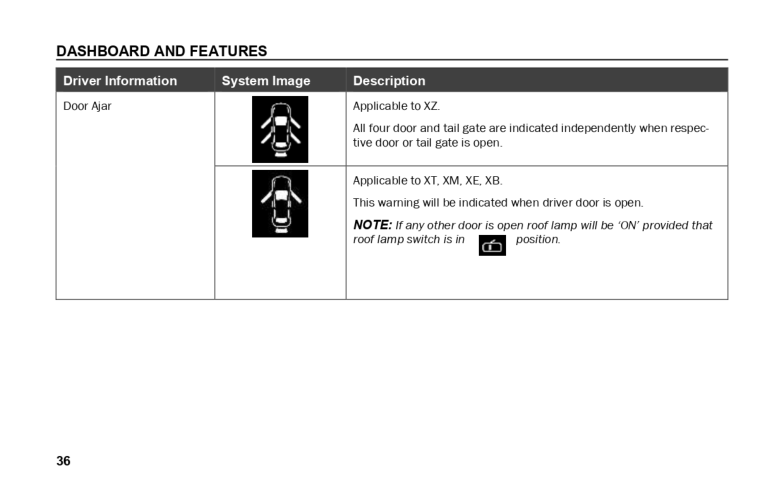 DASHBOARD AND FEATURES
Driver Information System Image Description
Door Ajar
Applicable to XZ.
All four door and tail gate are indicated independently when respec-
tive door or tail gate is open.
Applicable to XT, XM, XE, XB.
This warning will be indicated when driver door is open.
NOTE: If any other door is open roof lamp will be ‘ON’ provided that
roof lamp switch is in position.
36